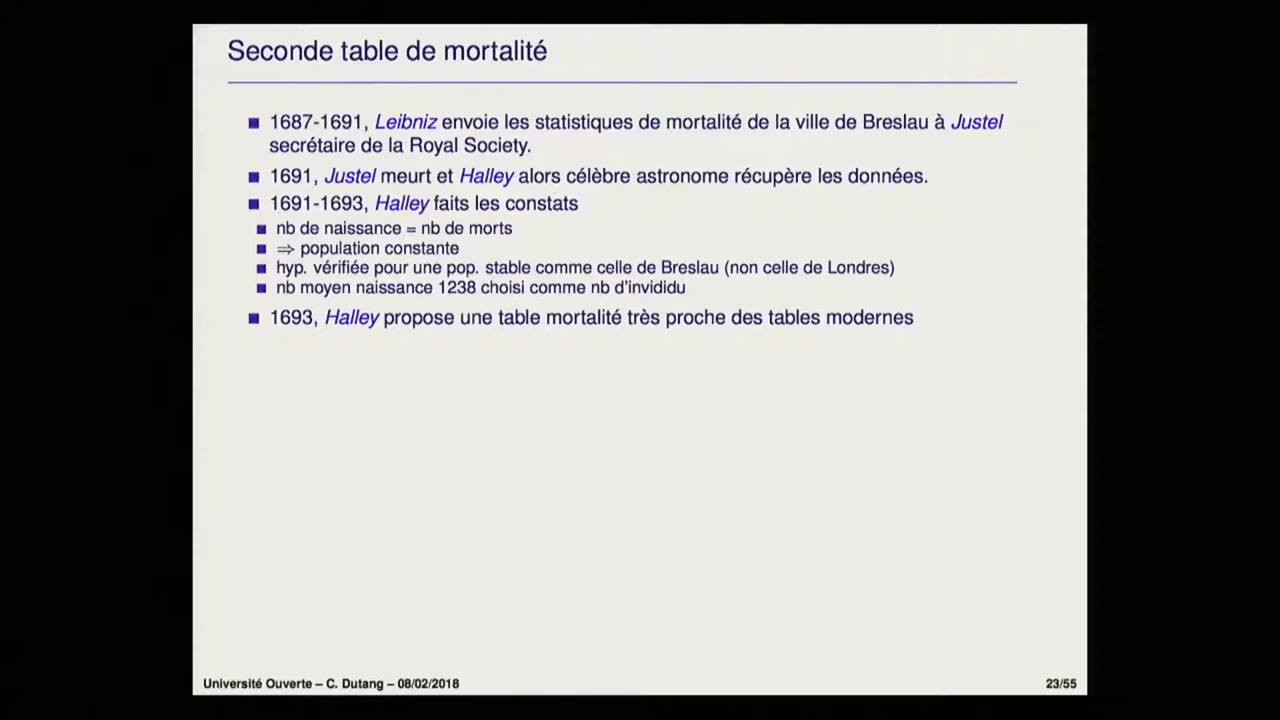 Seconde table de mortalité
1687-1691, Leibniz envoie les statistiques de mortalité de la ville de Breslau à Justel
secrétaire de la Royal Society.
1691, Justel meurt et Halley alors célèbre astronome récupère les données.
1691-1693, Halley faits les constats
nb de naissance = nb de morts
⇒ population constante
hyp. vérifiée pour une pop. stable comme celle de Breslau (non celle de Londres)
nb moyen naissance 1238 choisi comme nb d'invididu
1693, Halley propose une table mortalité très proche des tables modernes
Université Ouverte – C. Dutang – 08/02/2018
23/55